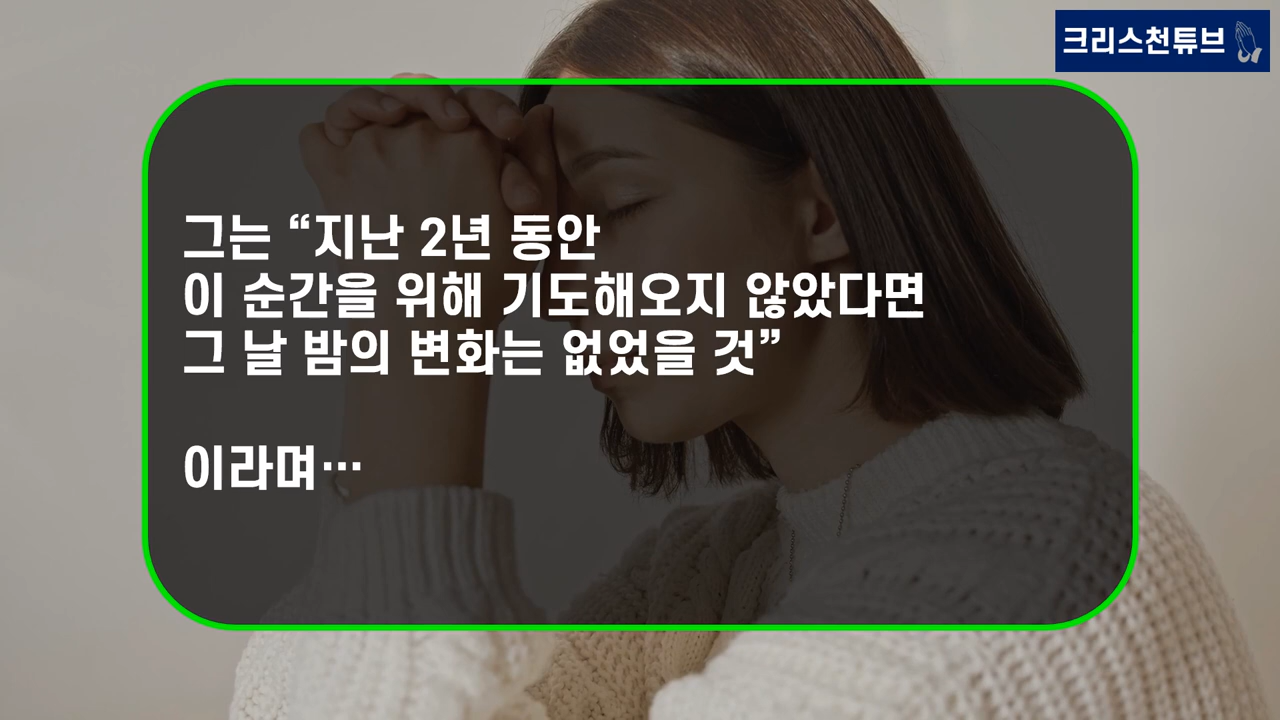 크리스천튜브
그는 “지난 2년 동안
이 순간을 위해 기도해오지 않았다면
그 날 밤의 변화는 없었을 것”
이라며…